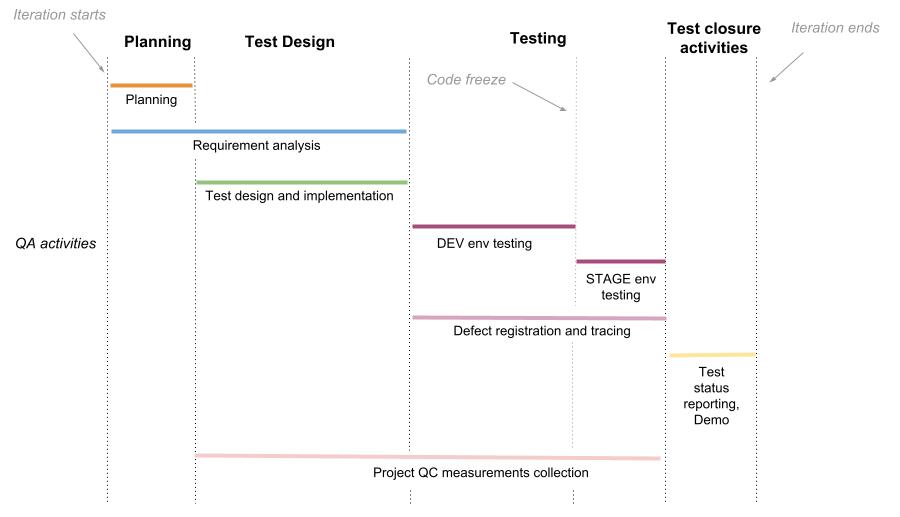 Iteration starts
Planning
Test Design
Testing
Test closure
activities
Iteration ends
Code freeze
Planning
Requirement analysis
Test design and implementation
QA activities
DEV env testing
STAGE env
testing
Defect registration and tracing
Test
status
reporting,
Demo
Project QC measurements collection